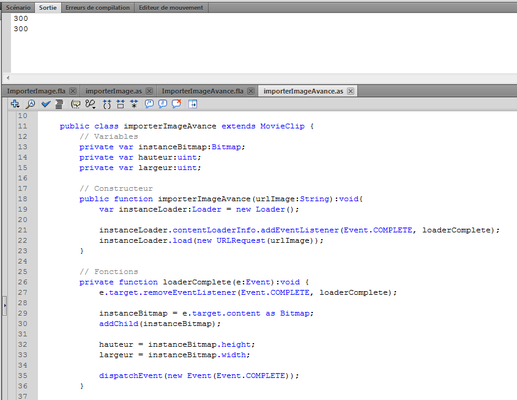 Scénario Sortie Erreurs de compilation Editeur de mouvement
300
300
ImporterImage.fla importerImage.as ImporterImageAvance.fla importerImageAvance.as
10
11 public class importerImageAvance extends MovieClip {
12 // Variables
13 private var instanceBitmap:Bitmap;
14 private var hauteur:uint;
15 private var largeur:uint;
16
17 // Constructeur
18 public function importerImageAvance(urlImage:String):void{
19 var instanceLoader:Loader = new Loader();
20
21 instanceLoader.contentLoaderInfo.addEventListener(Event.COMPLETE, loaderComplete);
22 instanceLoader.load(new URLRequest(urlImage));
23 }
24
25 // Fonctions
26 private function loaderComplete(e:Event):void {
27 e.target.removeEventListener(Event.COMPLETE, loaderComplete);
28
29 instanceBitmap = e.target.content as Bitmap;
30 addChild(instanceBitmap);
31
32 hauteur = instanceBitmap.height;
33 largeur = instanceBitmap.width;
34
35 dispatchEvent(new Event(Event.COMPLETE));
36 }
37